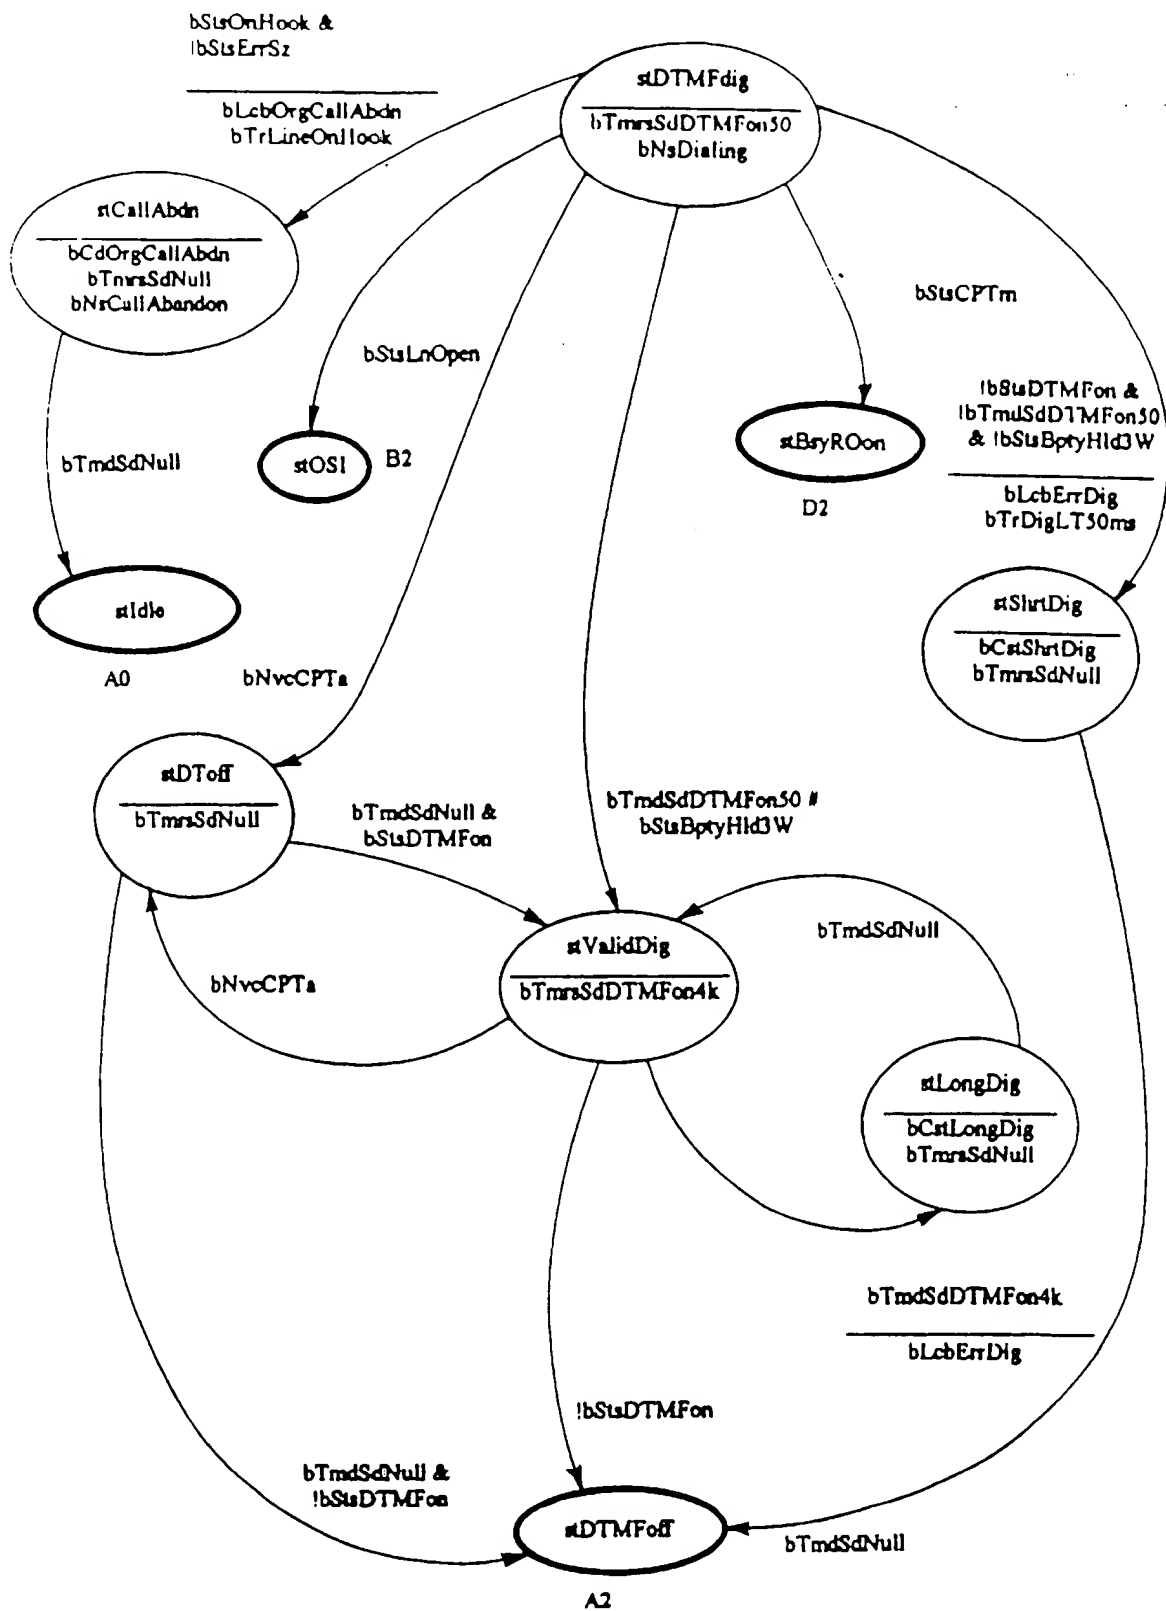 bStsOnHook &
!bStsErrSz
bLcbOrgCallAbdn
bTrLineOnHook
stDTMFdig
bTmrsSdDTMFon50
bNsDialing
stCallAbdn
bCdOrgCallAbdn
bTmrsSdNull
bNsCallAbandon
bStsCPTrn
bStsLnOpen
!bStsDTMFon &
!bTmdSdDTMFon50
& !bStsBptyHld3W
bLcbErrDig
bTrDigLT50ms
bTmdSdNull
stOSI
B2
stBsyROon
D2
stIdle
A0
stShrtDig
bCstShrtDig
bTmrsSdNull
bNvcCPTa
stDToff
bTmrsSdNull
bTmdSdNull &
bStsDTMFon
bTmdSdDTMFon50 #
bStsBptyHld3W
bTmdSdNull
bNvcCPTa
stValidDig
bTmrsSdDTMFon4k
stLongDig
bCstLongDig
bTmrsSdNull
bTmdSdDTMFon4k
bLcbErrDig
!bStsDTMFon
bTmdSdNull &
!bStsDTMFon
stDTMFoff
bTmdSdNull
A2